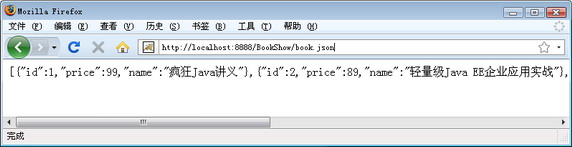 Mozilla Firefox
文件(F) 编辑(E) 查看(V) 历史(S) 书签(B) 工具(T) 帮助(H)
http://localhost:8888/BookShow/book.json
[{"id":1,"price":99,"name":"疯狂Java讲义"},{"id":2,"price":89,"name":"轻量级Java EE企业应用实战"},
完成